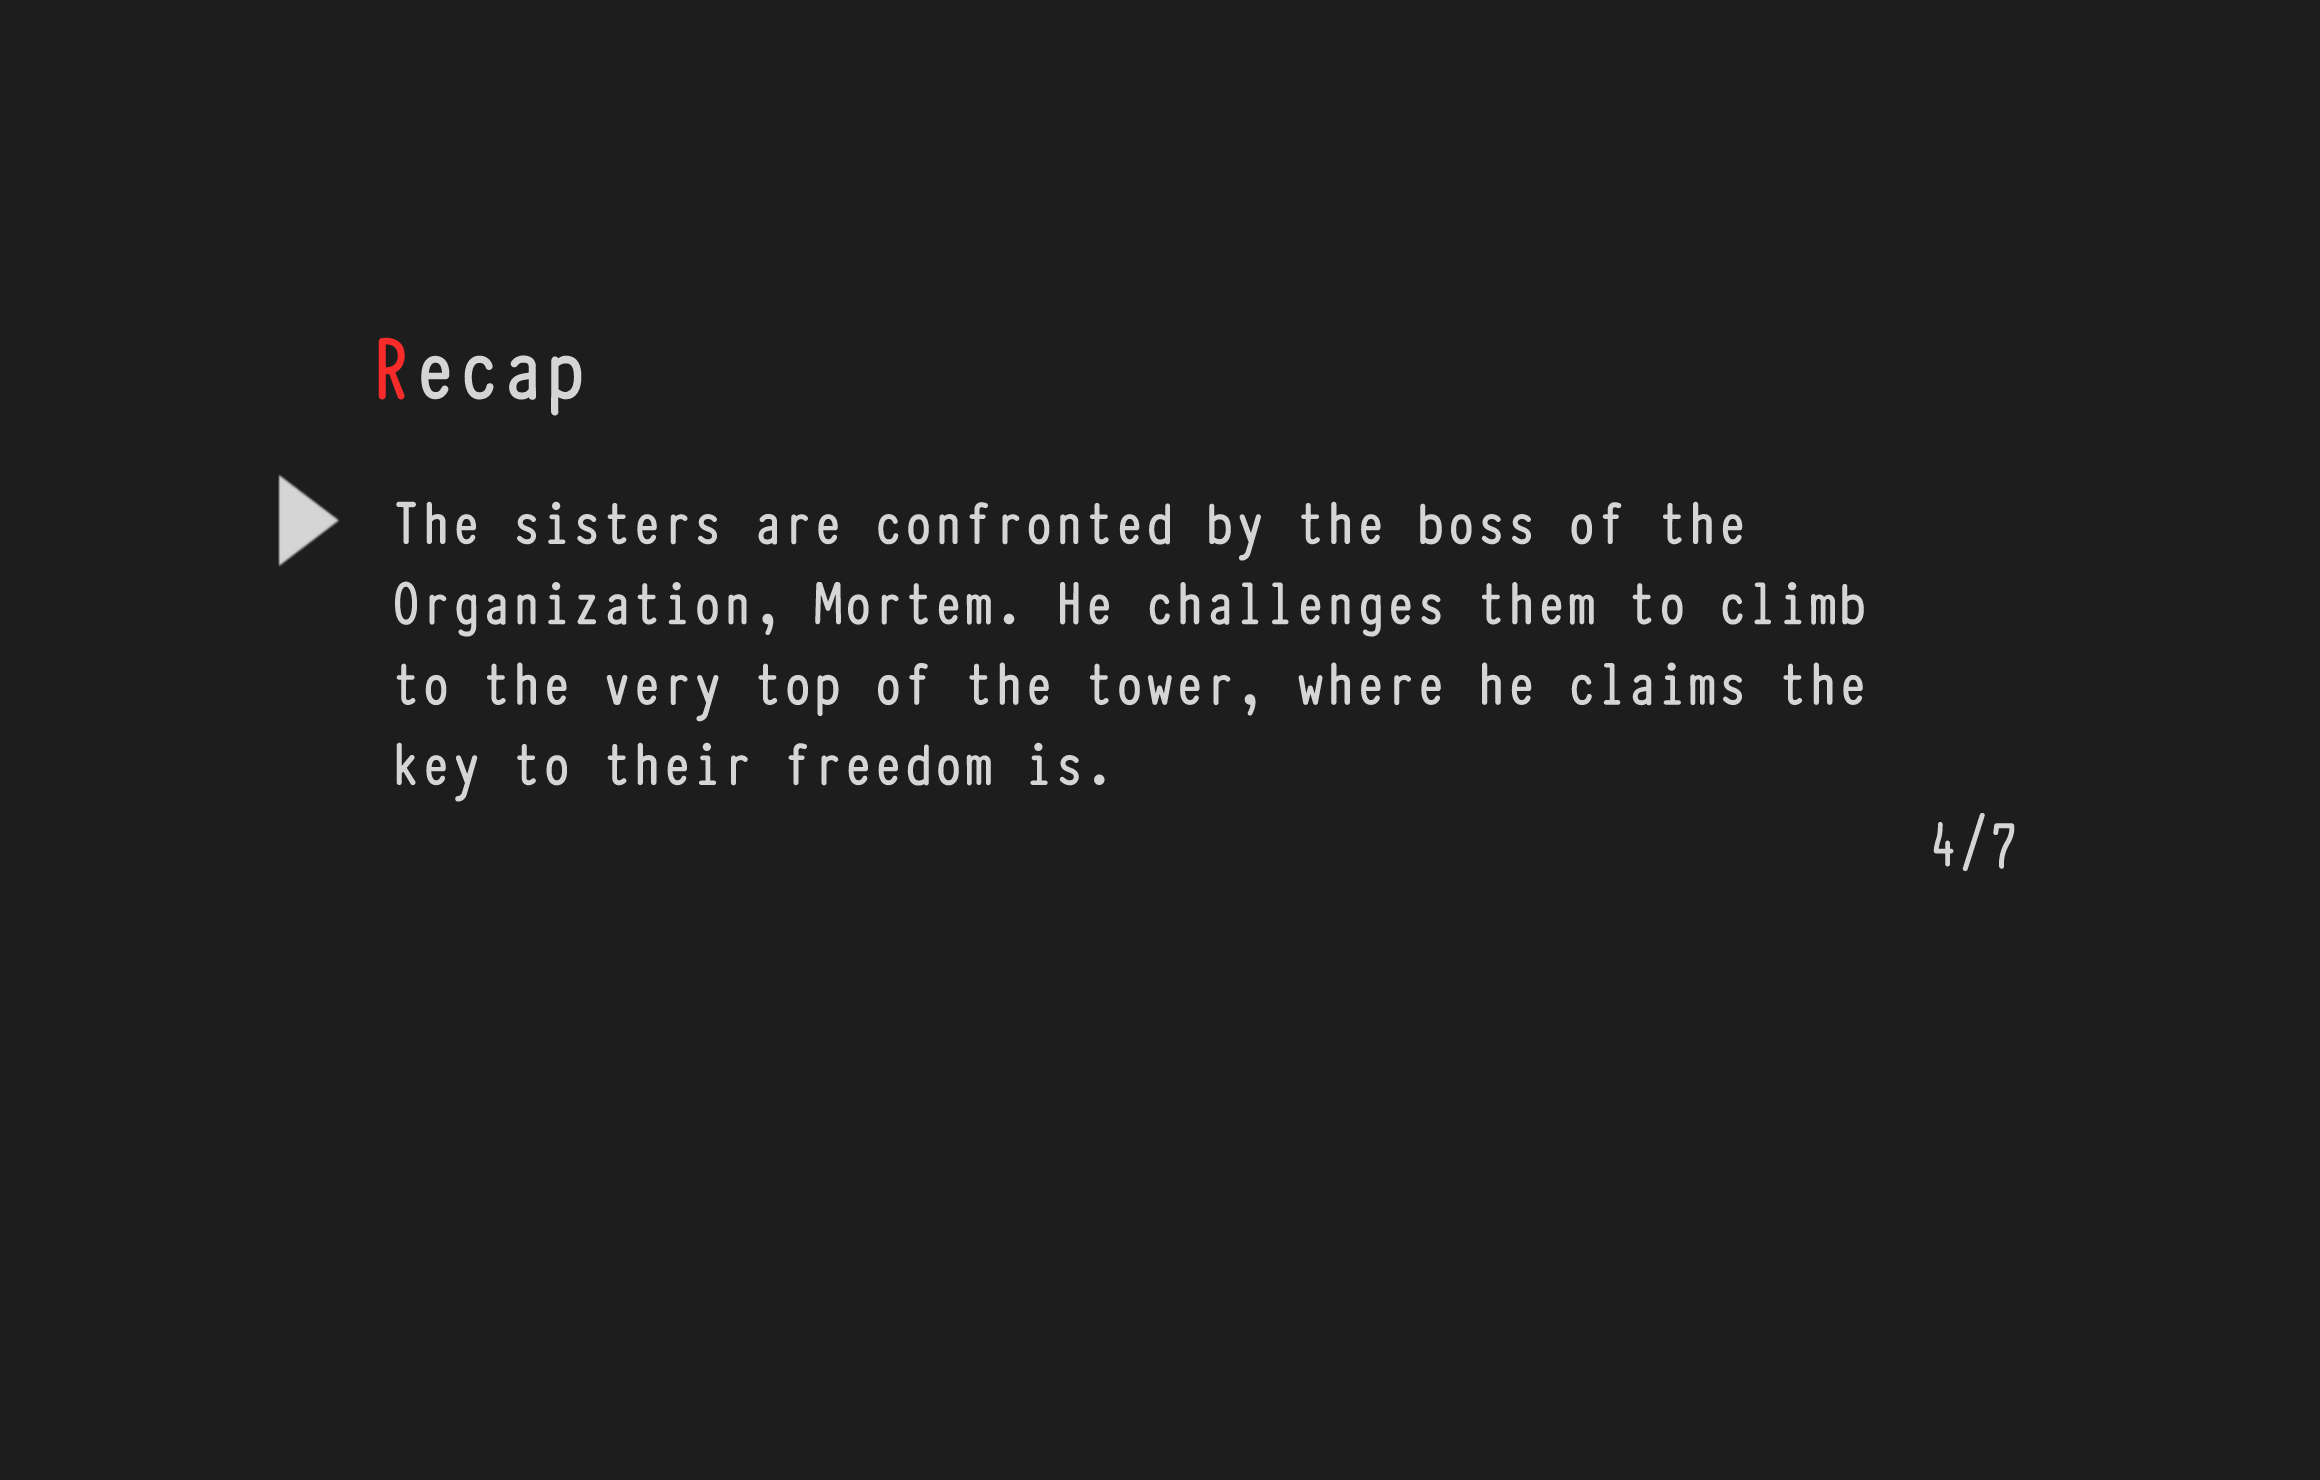 Recap
The sisters are confronted by the boss of the
Organization, Mortem. He challenges them to climb
to the very top of the tower, where he claims the
key to their freedom is.
4/7